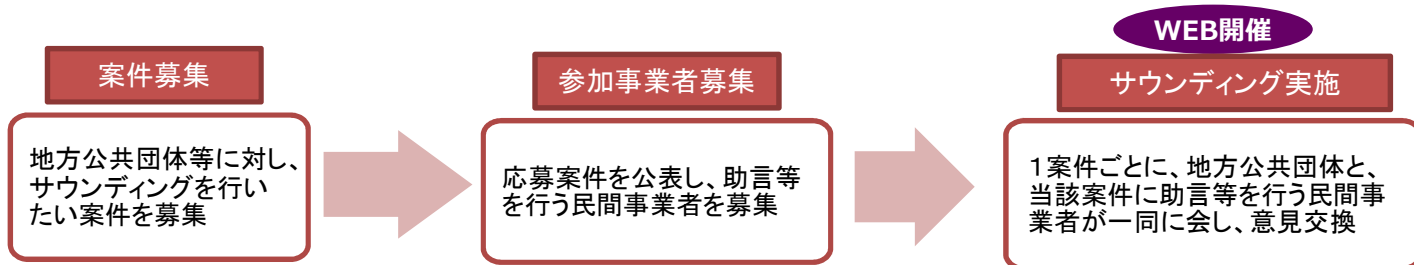 案件募集
地方公共団体等に対し、
サウンディングを行い
たい案件を募集
参加事業者募集
応募案件を公表し、助言等
を行う民間事業者を募集
WEB開催
サウンディング実施
１案件ごとに、地方公共団体と、
当該案件に助言等を行う民間事
業者が一同に会し、意見交換